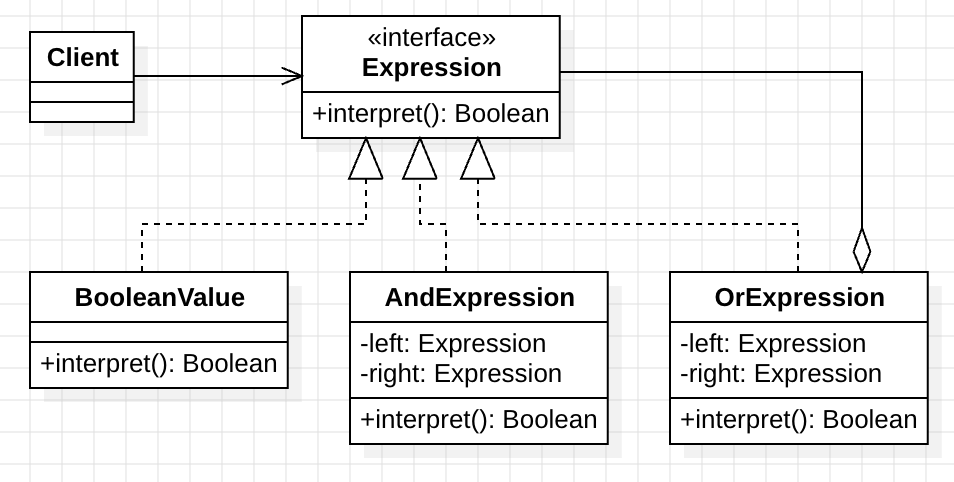 Client
«interface»
Expression
+interpret(): Boolean
BooleanValue
+interpret(): Boolean
AndExpression
-left: Expression
-right: Expression
+interpret(): Boolean
OrExpression
-left: Expression
-right: Expression
+interpret(): Boolean